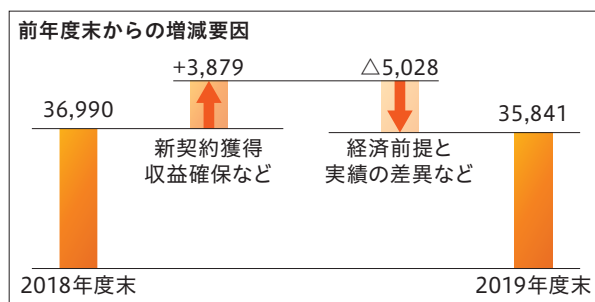 前年度末からの増減要因
+3,879
△5,028
36,990
35,841
新契約獲得
収益確保など
経済前提と
実績の差異など
2018年度末
2019年度末